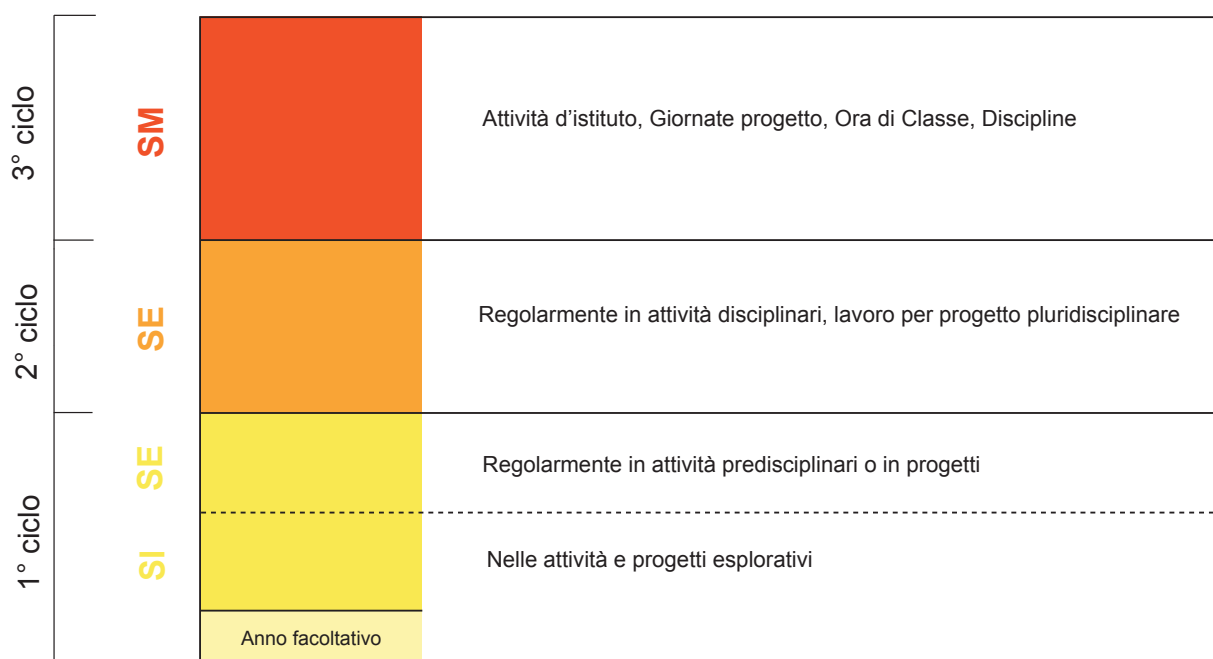 3° ciclo
SM
Attività d'istituto, Giornate progetto, Ora di Classe, Discipline
2° ciclo
SE
Regolarmente in attività disciplinari, lavoro per progetto pluridisciplinare
1° ciclo
SE
Regolarmente in attività predisciplinari o in progetti
SI
Nelle attività e progetti esplorativi
Anno facoltativo